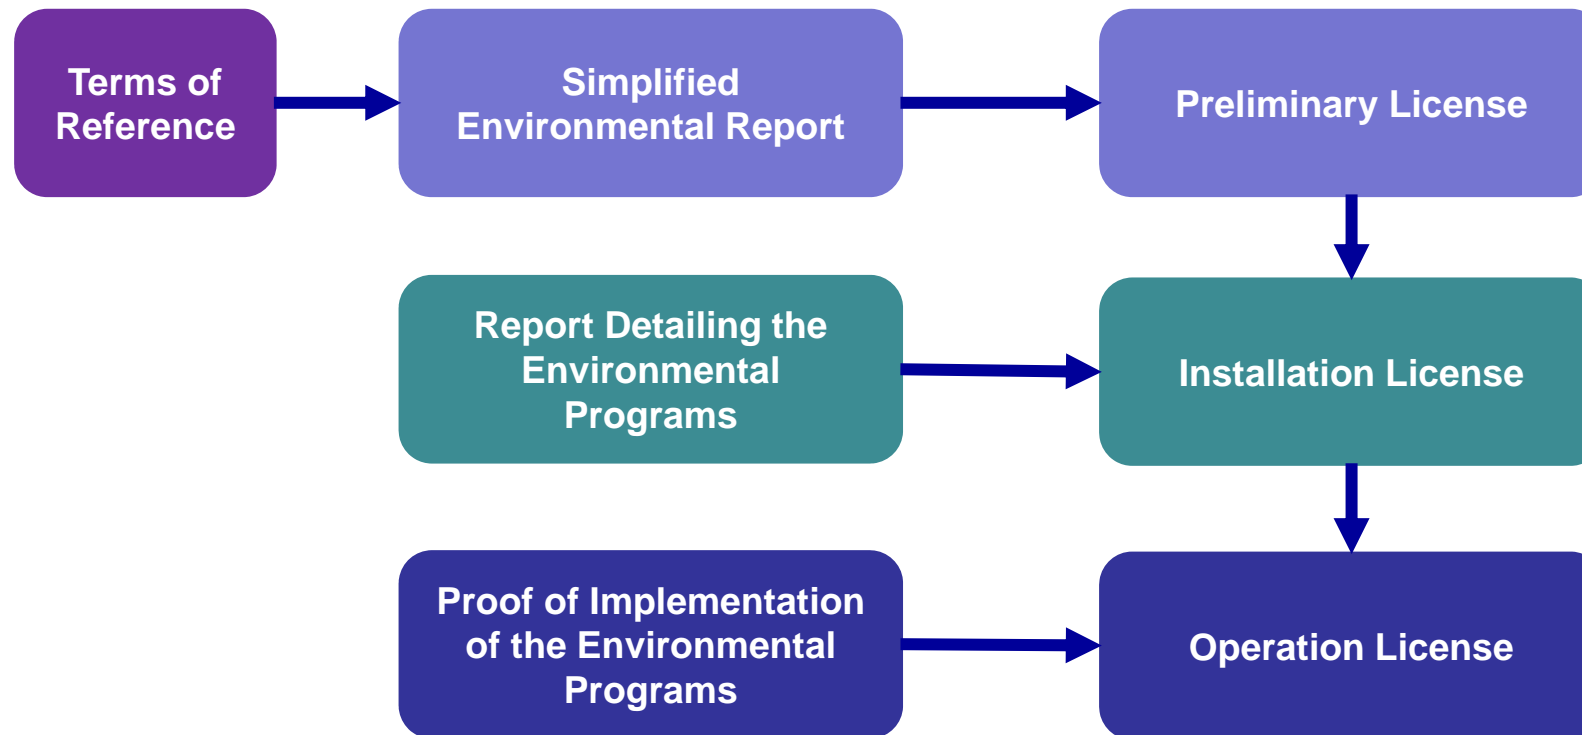 Terms of
Reference
Simplified
Environmental Report
Preliminary License
Report Detailing the
Environmental
Programs
Installation License
Proof of Implementation
of the Environmental
Programs
Operation License